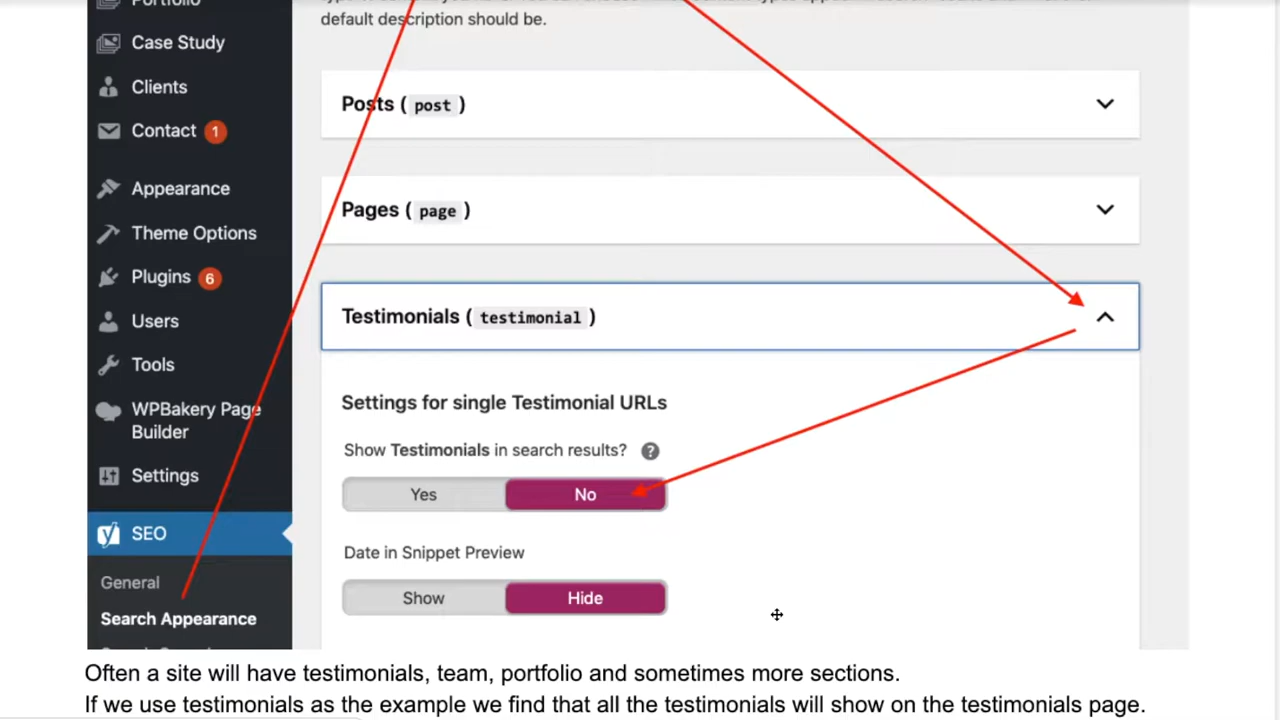 Portfolio
default description should be.
Case Study
Clients
Contact 1
Appearance
Theme Options
Plugins 6
Users
Tools
WPBakery Page
Builder
Settings
SEO
General
Search Appearance
Posts ( post )
Pages ( page )
Testimonials ( testimonial )
Settings for single Testimonial URLs
Show Testimonials in search results? ?
Yes No
Date in Snippet Preview
Show Hide
Often a site will have testimonials, team, portfolio and sometimes more sections.
If we use testimonials as the example we find that all the testimonials will show on the testimonials page.